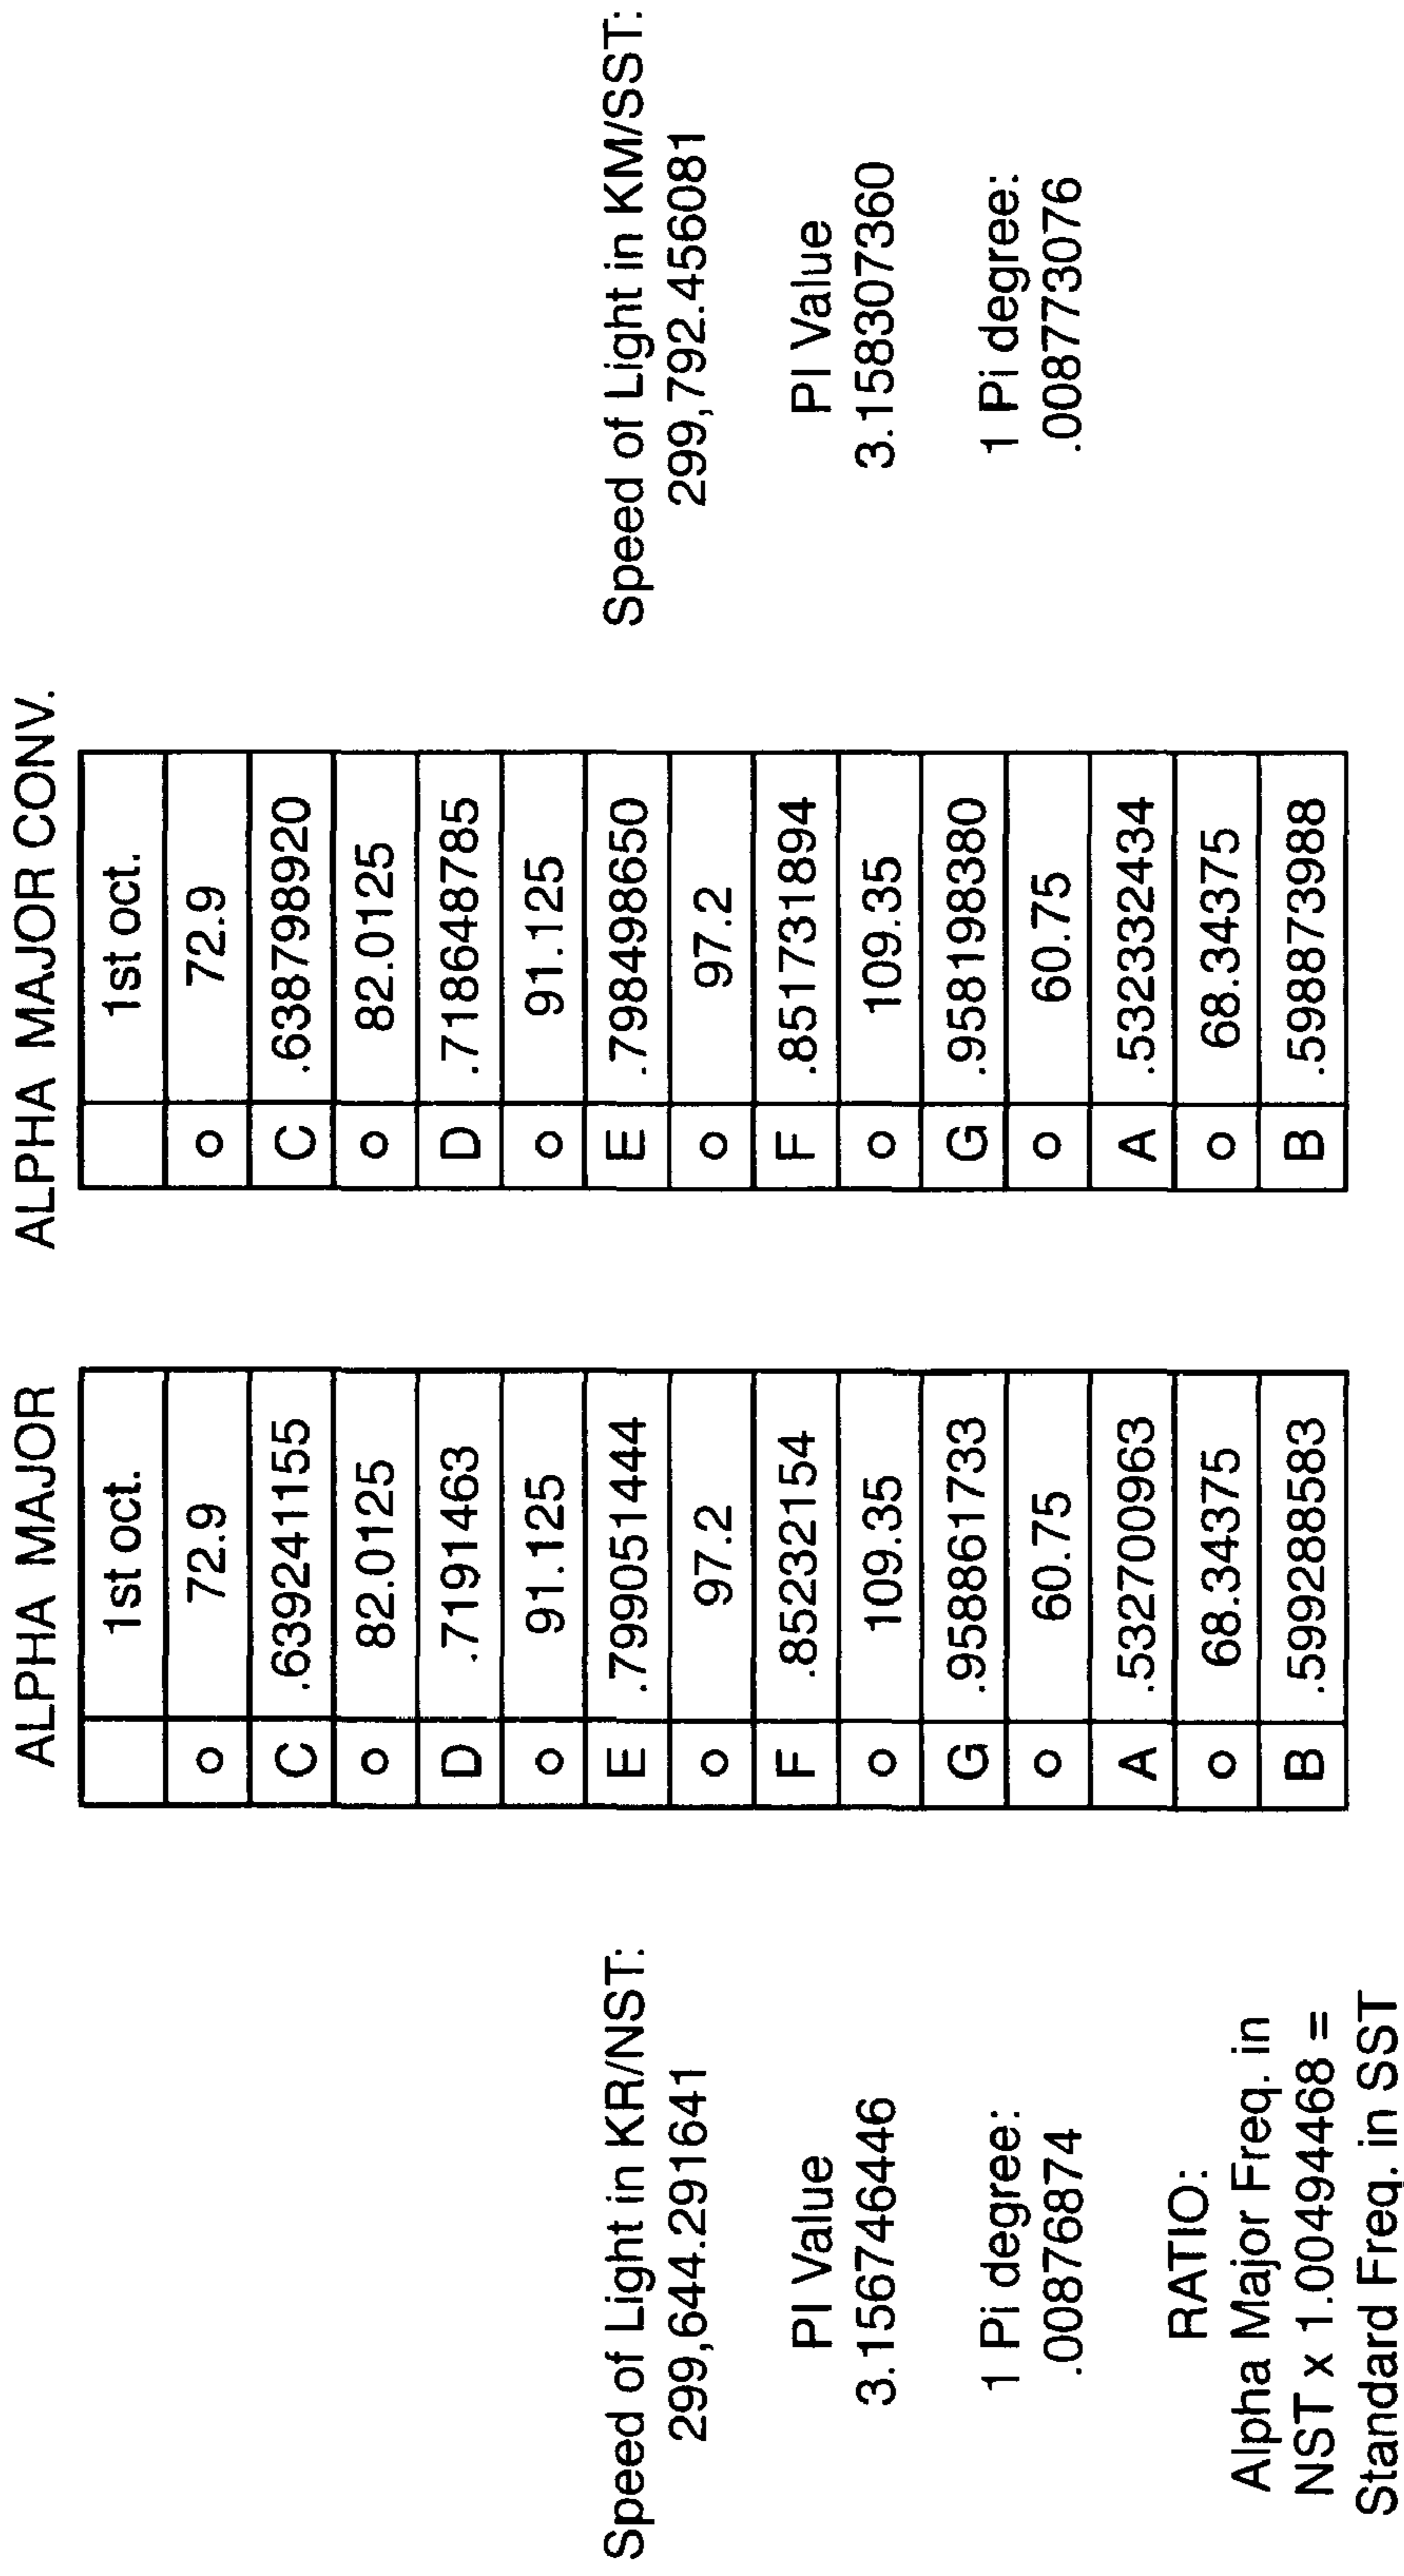 Speed of Light in KR/NST:
299,644.291641
PI Value
3.156746446
1 Pi degree:
.00876874
RATIO:
Alpha Major Freq. in
NST x 1.00494468 =
Standard Freq. in SST
ALPHA MAJOR
1st oct.
o 72.9
C .639241155
o 82.0125
D .7191463
o 91.125
E .799051444
o 97.2
F .85232154
o 109.35
G .958861733
o 60.75
A .532700963
o 68.34375
B .599288583
ALPHA MAJOR CONV.
1st oct.
o 72.9
C .638798920
o 82.0125
D .718648785
o 91.125
E .798498650
o 97.2
F .851731894
o 109.35
G .958198380
o 60.75
A .532332434
o 68.34375
B .598873988
Speed of Light in KM/SST:
299,792.456081
PI Value
3.158307360
1 Pi degree:
.008773076